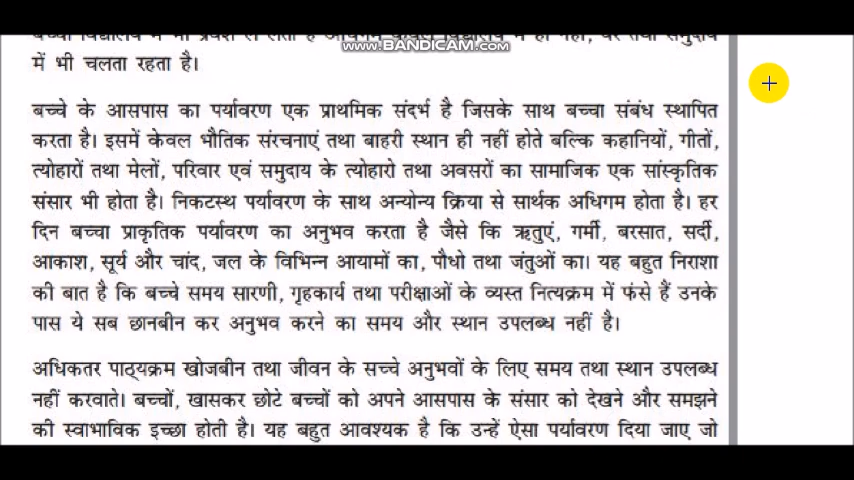 www.BANDICAM.com
में भी चलता रहता है।
बच्चे के आसपास का पर्यावरण एक प्राथमिक संदर्भ है जिसके साथ बच्चा संबंध स्थापित
करता है। इसमें केवल भौतिक संरचनाएं तथा बाहरी स्थान ही नहीं होते बल्कि कहानियों, गीतों,
त्योहारों तथा मेलों, परिवार एवं समुदाय के त्योहारो तथा अवसरों का सामाजिक एक सांस्कृतिक
संसार भी होता है। निकटस्थ पर्यावरण के साथ अन्योन्य क्रिया से सार्थक अधिगम होता है। हर
दिन बच्चा प्राकृतिक पर्यावरण का अनुभव करता है जैसे कि ऋतुएं, गर्मी, बरसात, सर्दी,
आकाश, सूर्य और चांद, जल के विभिन्न आयामों का, पौधो तथा जंतुओं का। यह बहुत निराशा
की बात है कि बच्चे समय सारणी, गृहकार्य तथा परीक्षाओं के व्यस्त नित्यक्रम में फंसे हैं उनके
पास ये सब छानबीन कर अनुभव करने का समय और स्थान उपलब्ध नहीं है।
अधिकतर पाठ्यक्रम खोजबीन तथा जीवन के सच्चे अनुभवों के लिए समय तथा स्थान उपलब्ध
नहीं करवाते। बच्चों, खासकर छोटे बच्चों को अपने आसपास के संसार को देखने और समझने
की स्वाभाविक इच्छा होती है। यह बहुत आवश्यक है कि उन्हें ऐसा पर्यावरण दिया जाए जो